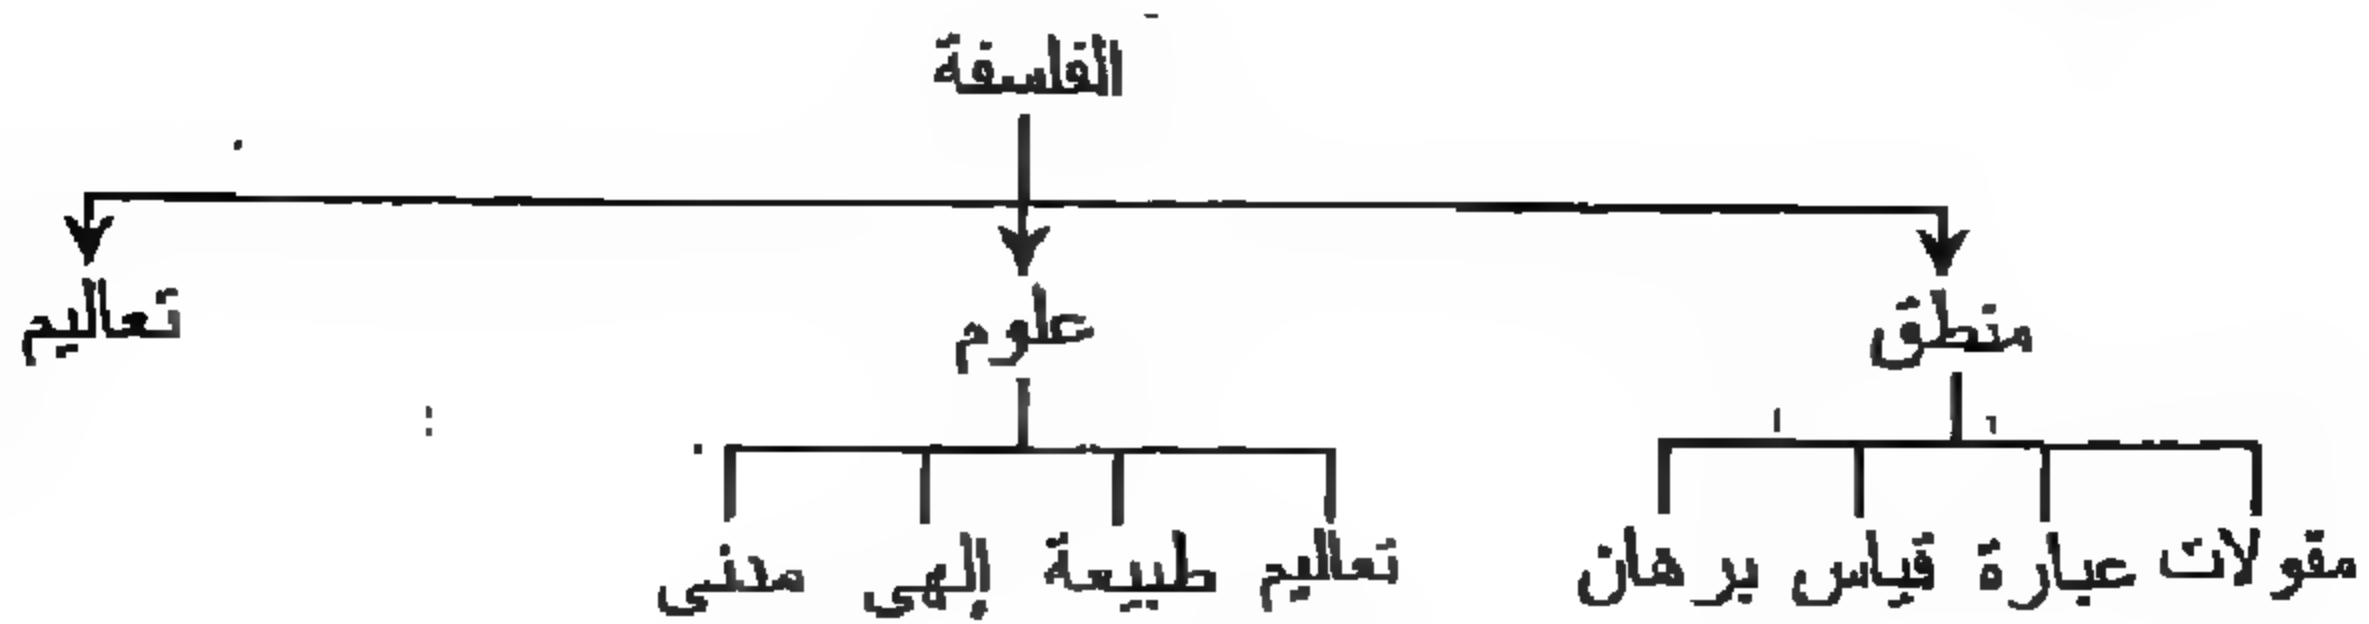 الفلسفة
منطق علوم تعاليم
مقولات عبارة قياس برهان تعاليم طبيعة إلهى مدنى